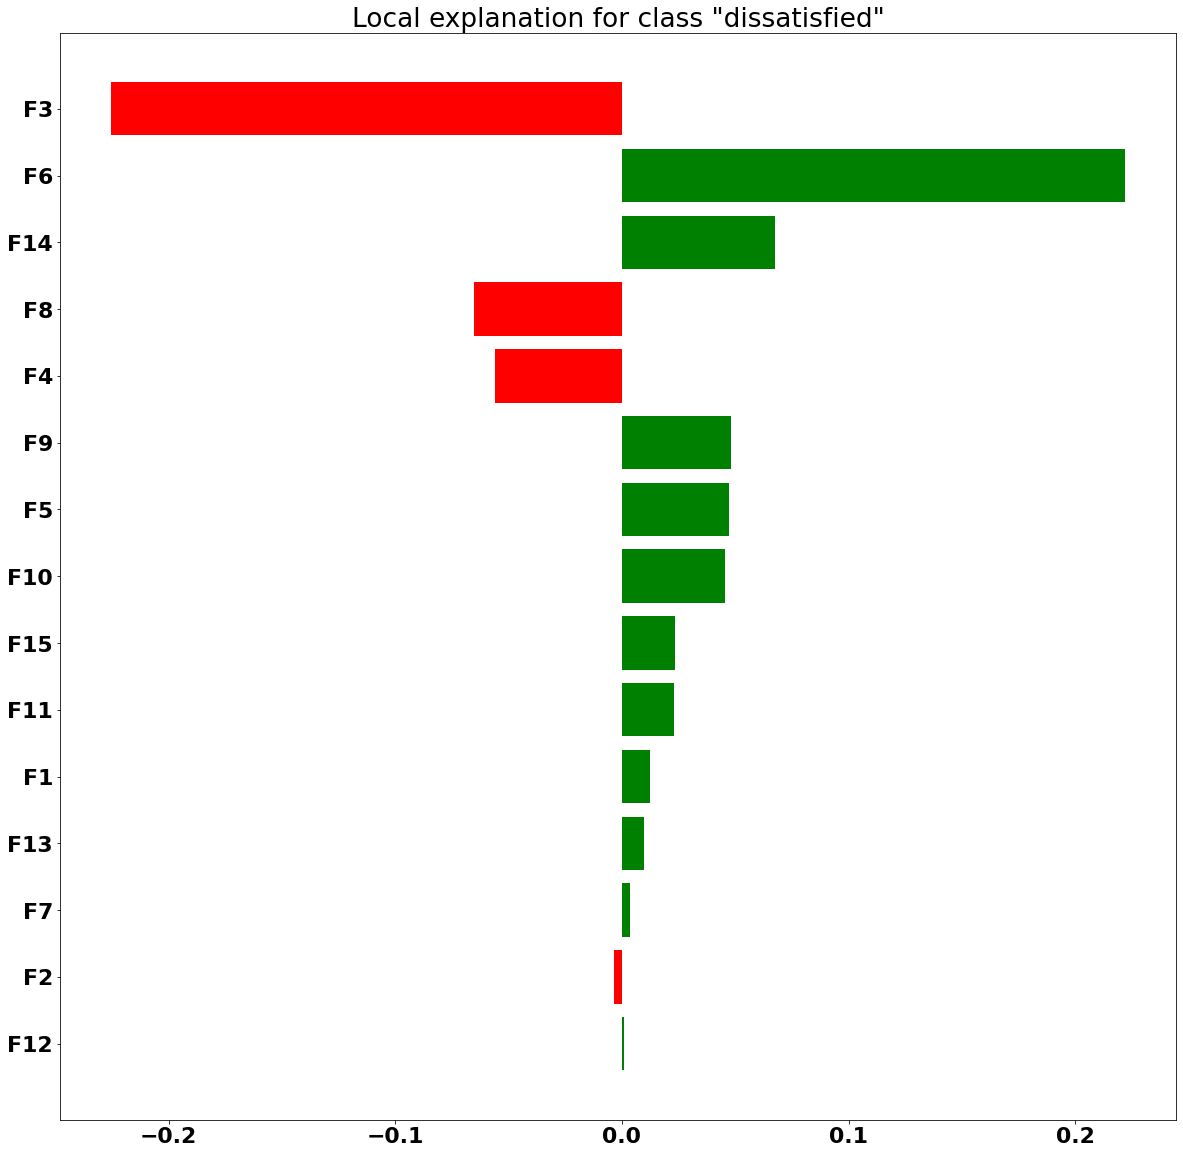 Local explanation for class "dissatisfied"
F3
F6
F14
F8
F4
F9
F5
F10
F15
F11
F1
F13
F7
F2
F12
−0.2 −0.1 0.0 0.1 0.2